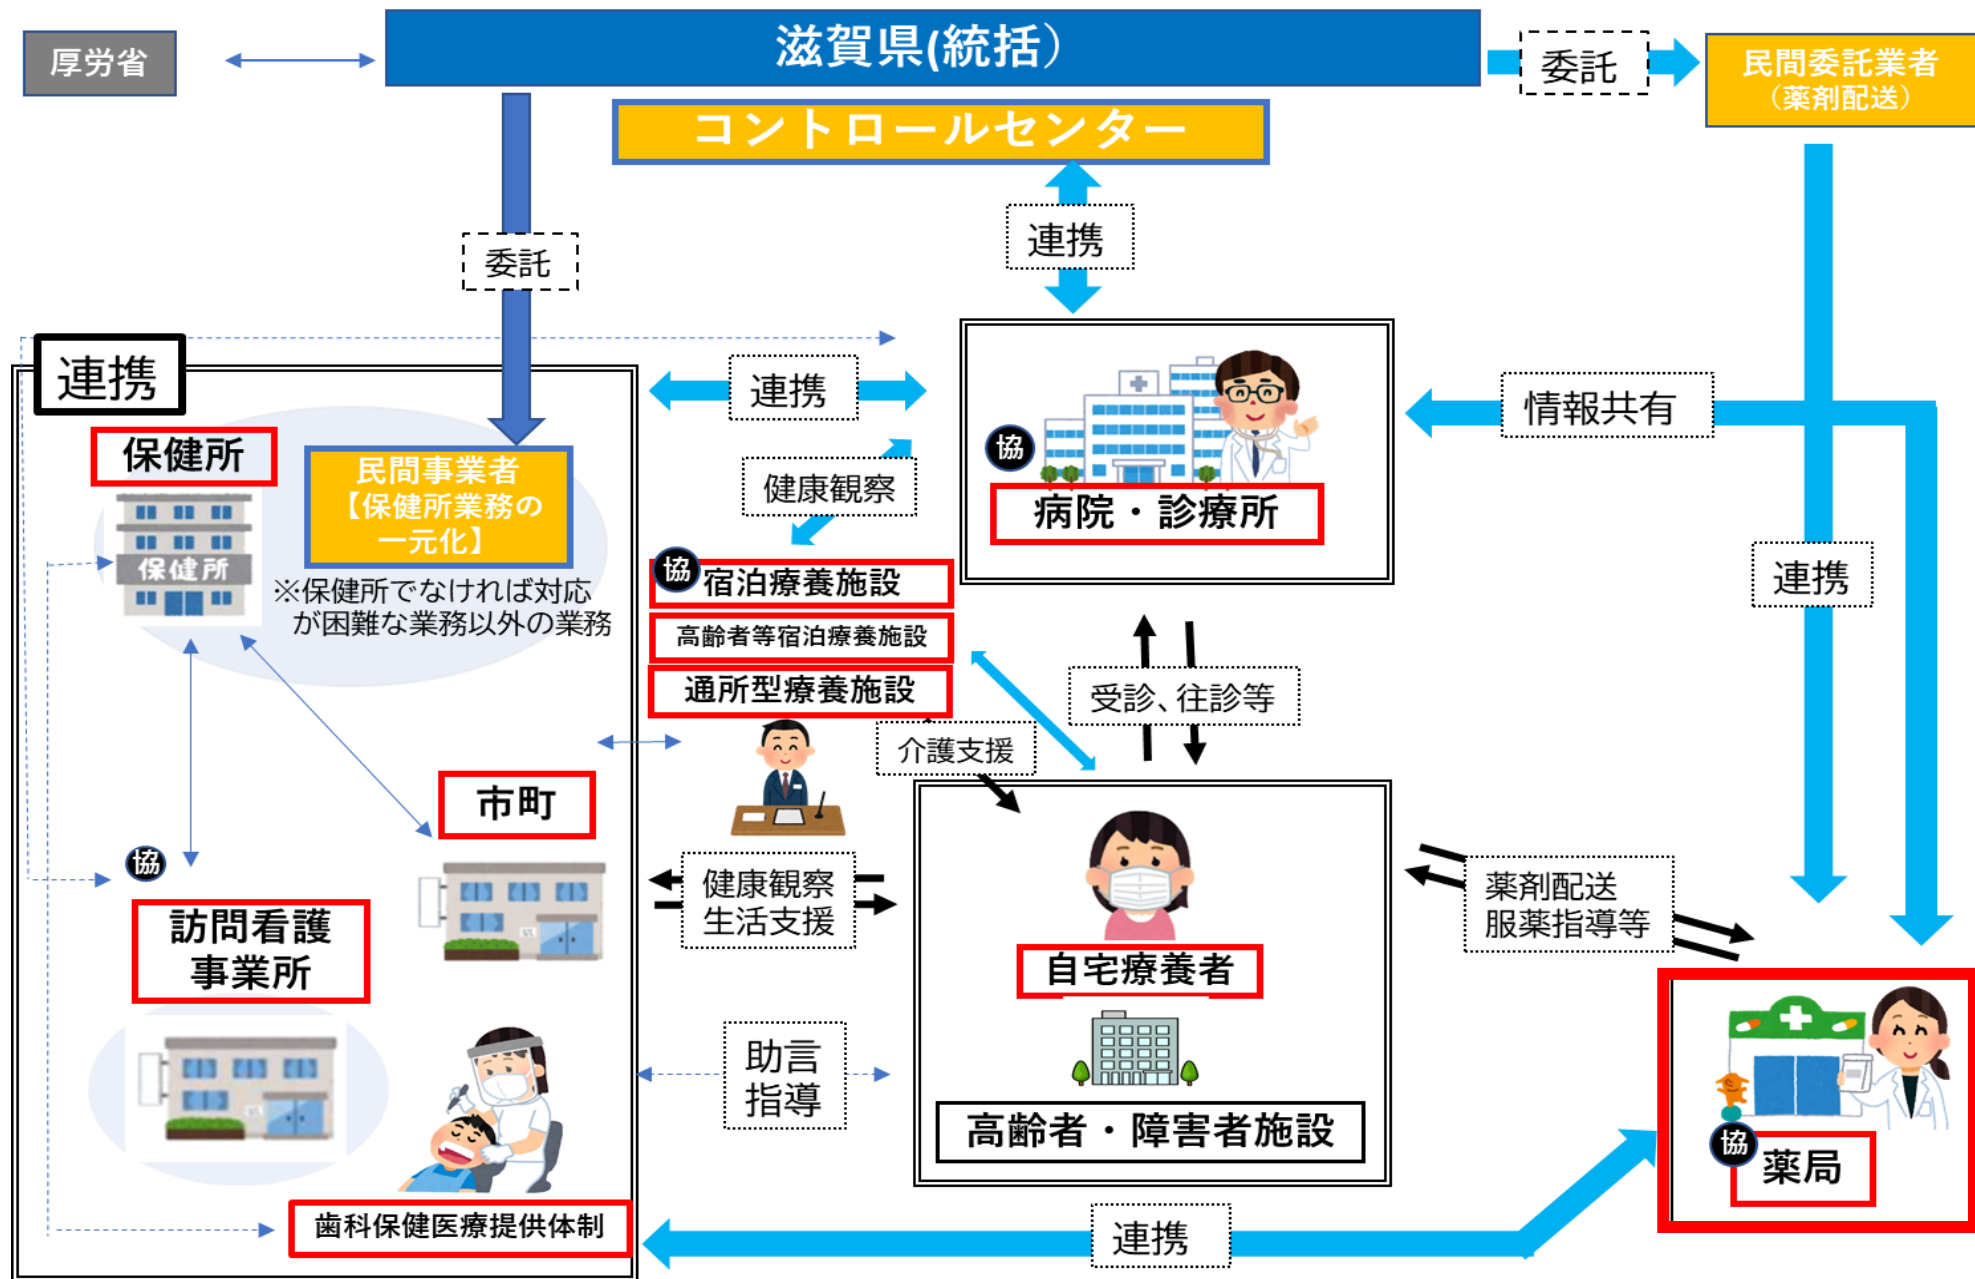 厚労省
滋賀県(統括）
委託
民間委託業者
（薬剤配送）
コントロールセンター
連携
委託
連携
連携
情報共有
保健所
民間事業者
【保健所業務の
一元化】
保健所
※保健所でなければ対応
が困難な業務以外の業務
健康観察
協
病院・診療所
協
宿泊療養施設
高齢者等宿泊療養施設
通所型療養施設
連携
受診、往診等
介護支援
市町
協
訪問看護
事業所
健康観察
生活支援
自宅療養者
薬剤配送
服薬指導等
助言
指導
高齢者・障害者施設
協
薬局
歯科保健医療提供体制
連携